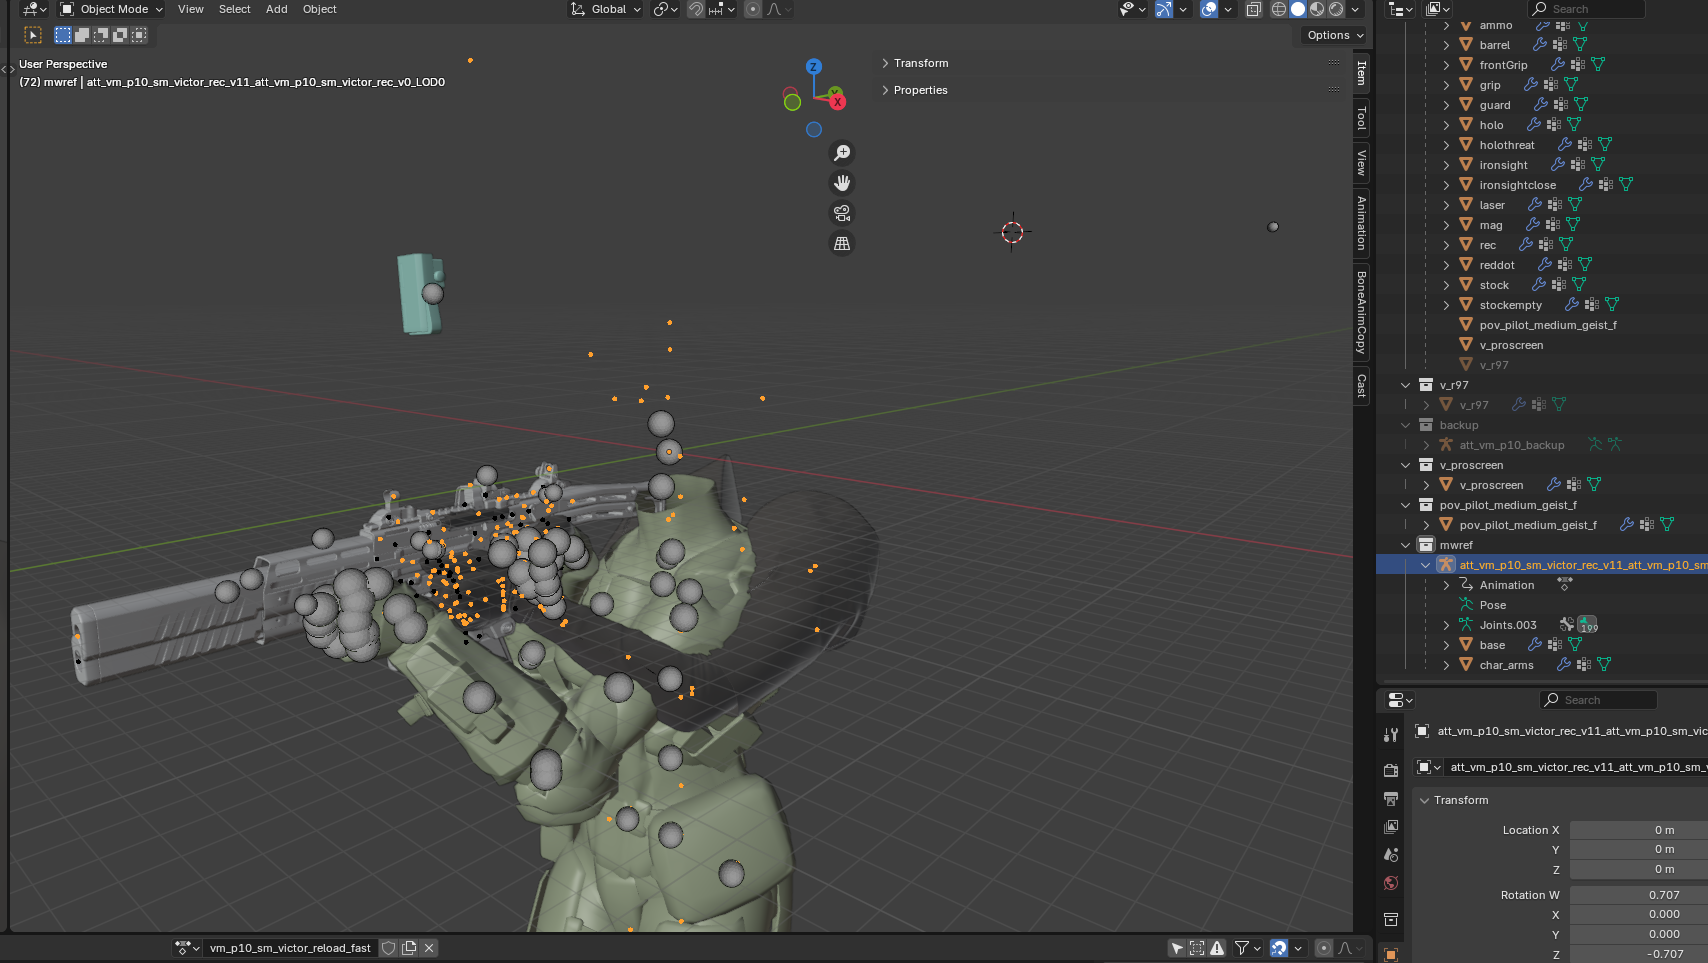 Object Mode View Select Add Object Global Search
Options
User Perspective
(72) mwref | att_vm_p10_sm_victor_rec_v11_att_vm_p10_sm_victor_rec_v0_LOD0
Z
Y
X
Transform
Properties
Item
Tool
View
Animation
BoneAnimCopy
Cast
ammo
barrel
frontGrip
grip
guard
holo
holothreat
ironsight
ironsightclose
laser
mag
rec
reddot
stock
stockempty
pov_pilot_medium_geist_f
v_proscreen
v_r97
v_r97
v_r97
backup
att_vm_p10_backup
v_proscreen
v_proscreen
pov_pilot_medium_geist_f
pov_pilot_medium_geist_f
mwref
att_vm_p10_sm_victor_rec_v11_att_vm_p10_sm
Animation
Pose
Joints.003 199
base
char_arms
Search
att_vm_p10_sm_victor_rec_v11_att_vm_p10_sm_vic
att_vm_p10_sm_victor_rec_v11_att_vm_p10_sm_
Transform
Location X 0 m
Y 0 m
Z 0 m
Rotation W 0.707
X 0.000
Y 0.000
Z -0.707
vm_p10_sm_victor_reload_fast